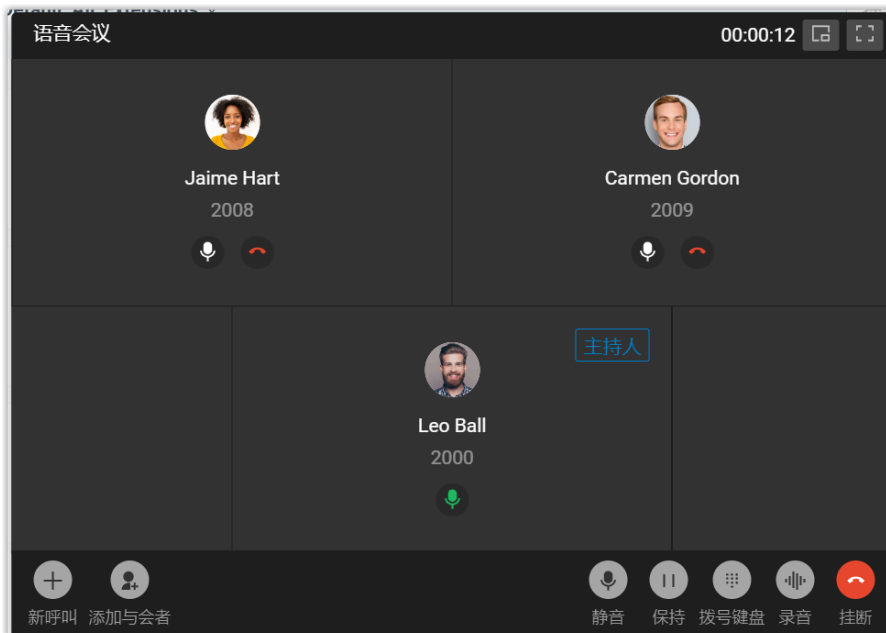 语音会议
00:00:12
Jaime Hart
2008
Carmen Gordon
2009
主持人
Leo Ball
2000
新呼叫
添加与会者
静音
保持
拨号键盘
录音
挂断